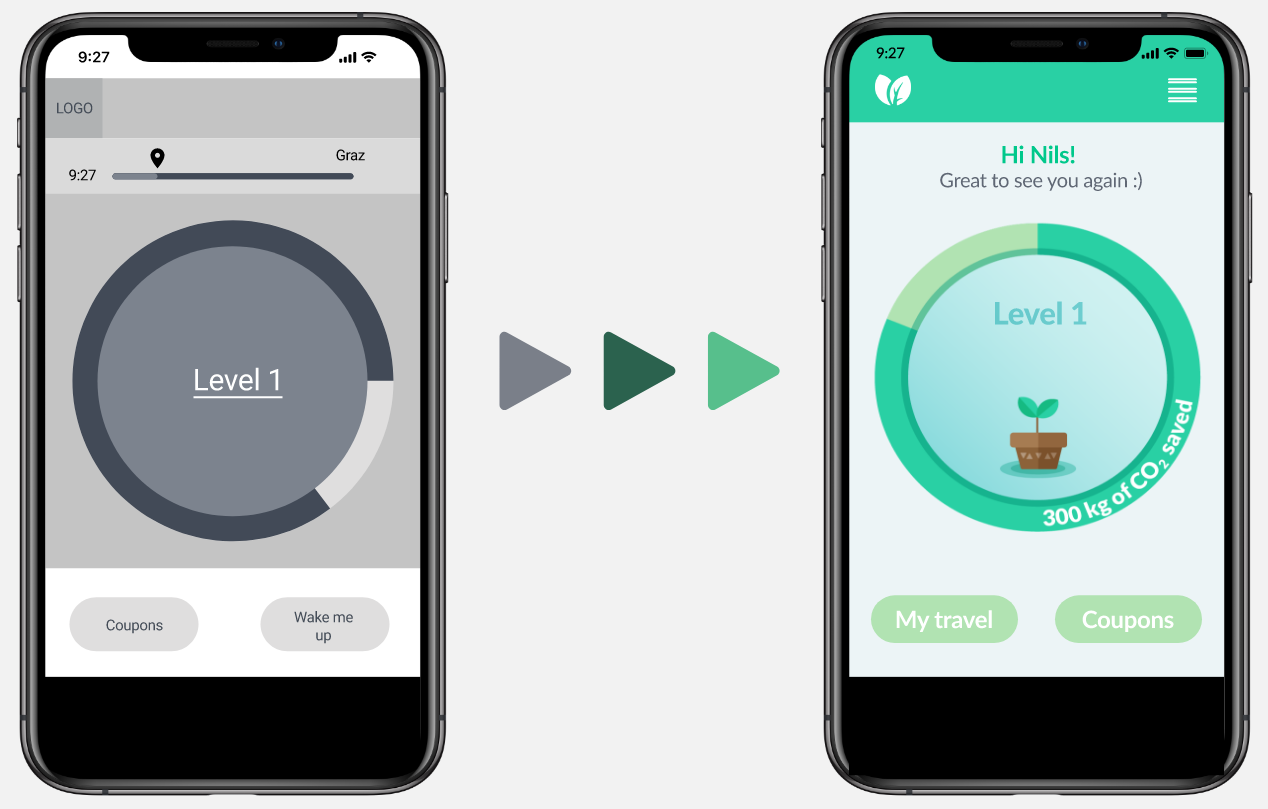 9:27
LOGO
Graz
9:27
Level 1
Coupons
Wake me
up
9:27
Hi Nils!
Great to see you again :)
Level 1
300 kg of CO₂ saved
My travel
Coupons